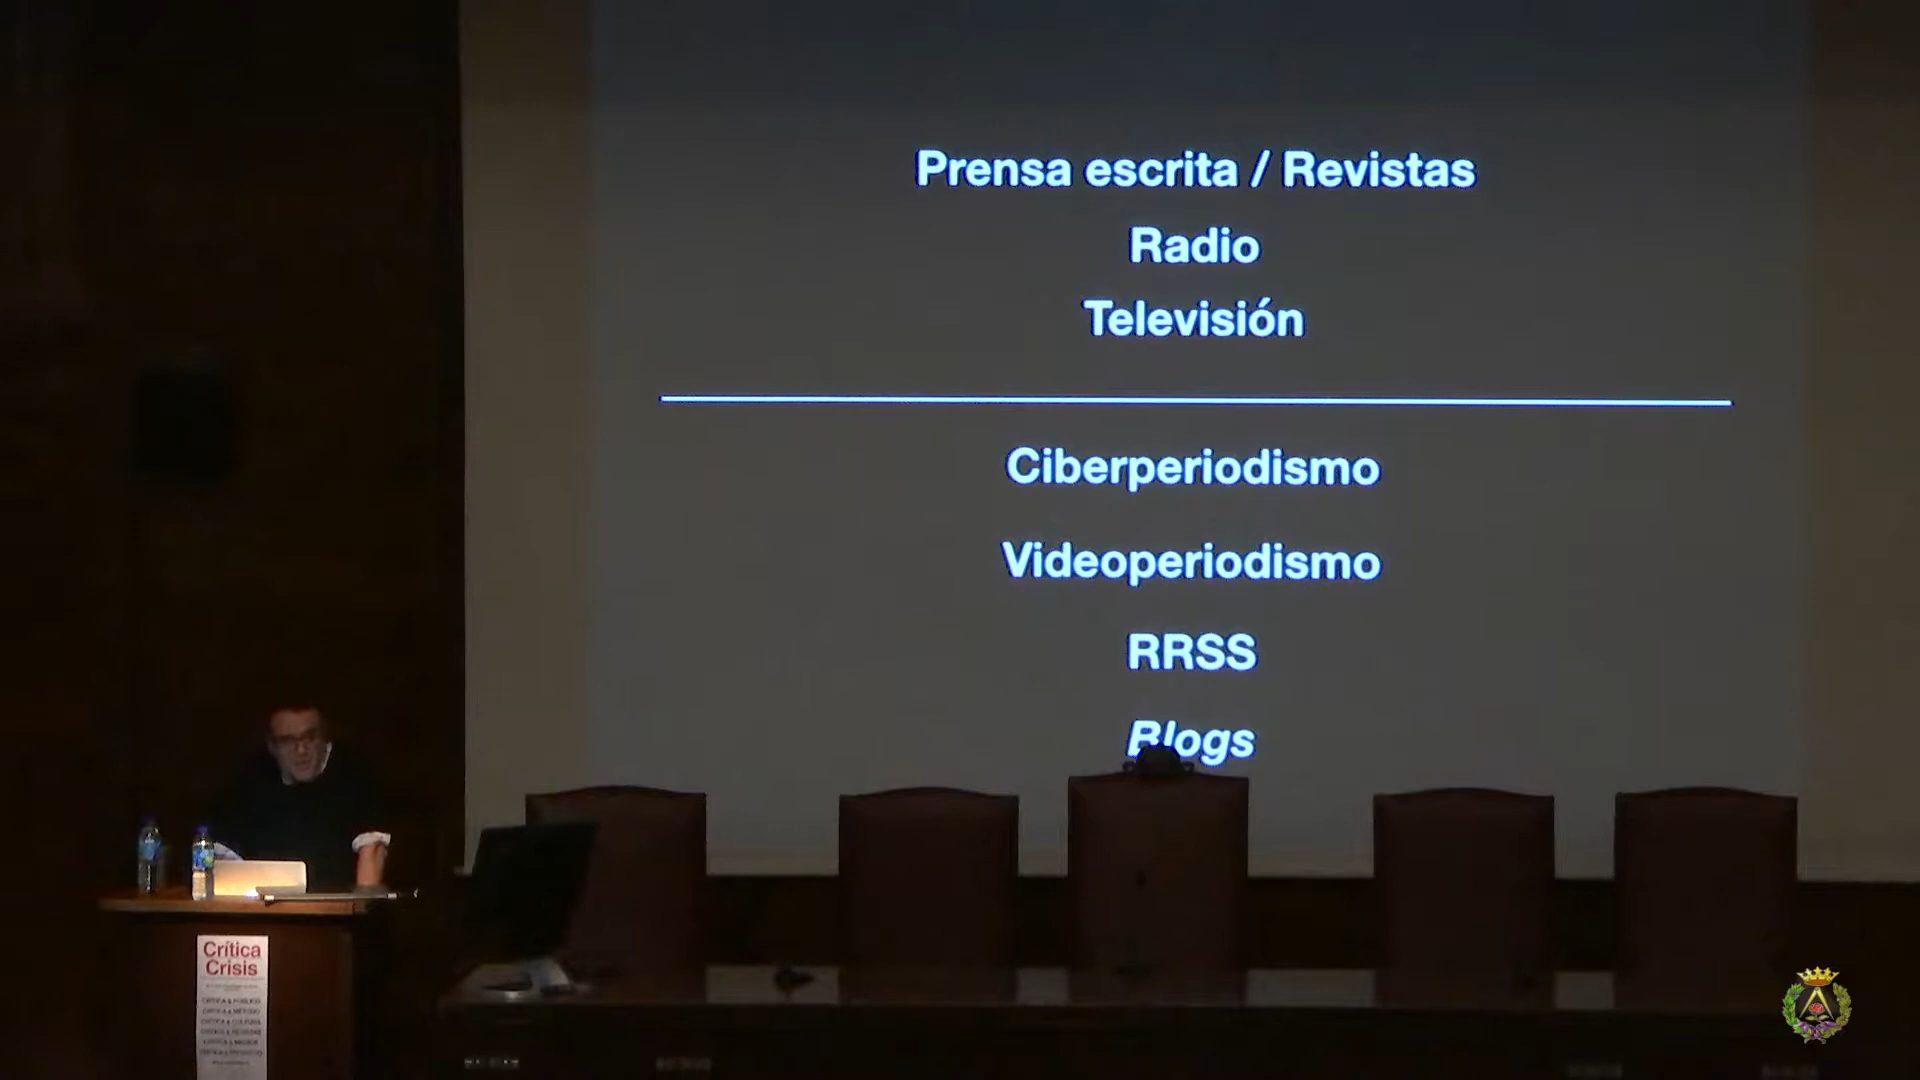 Prensa escrita / Revistas
Radio
Televisión
Ciberperiodismo
Videoperiodismo
RRSS
Blogs
Crítica
Crisis